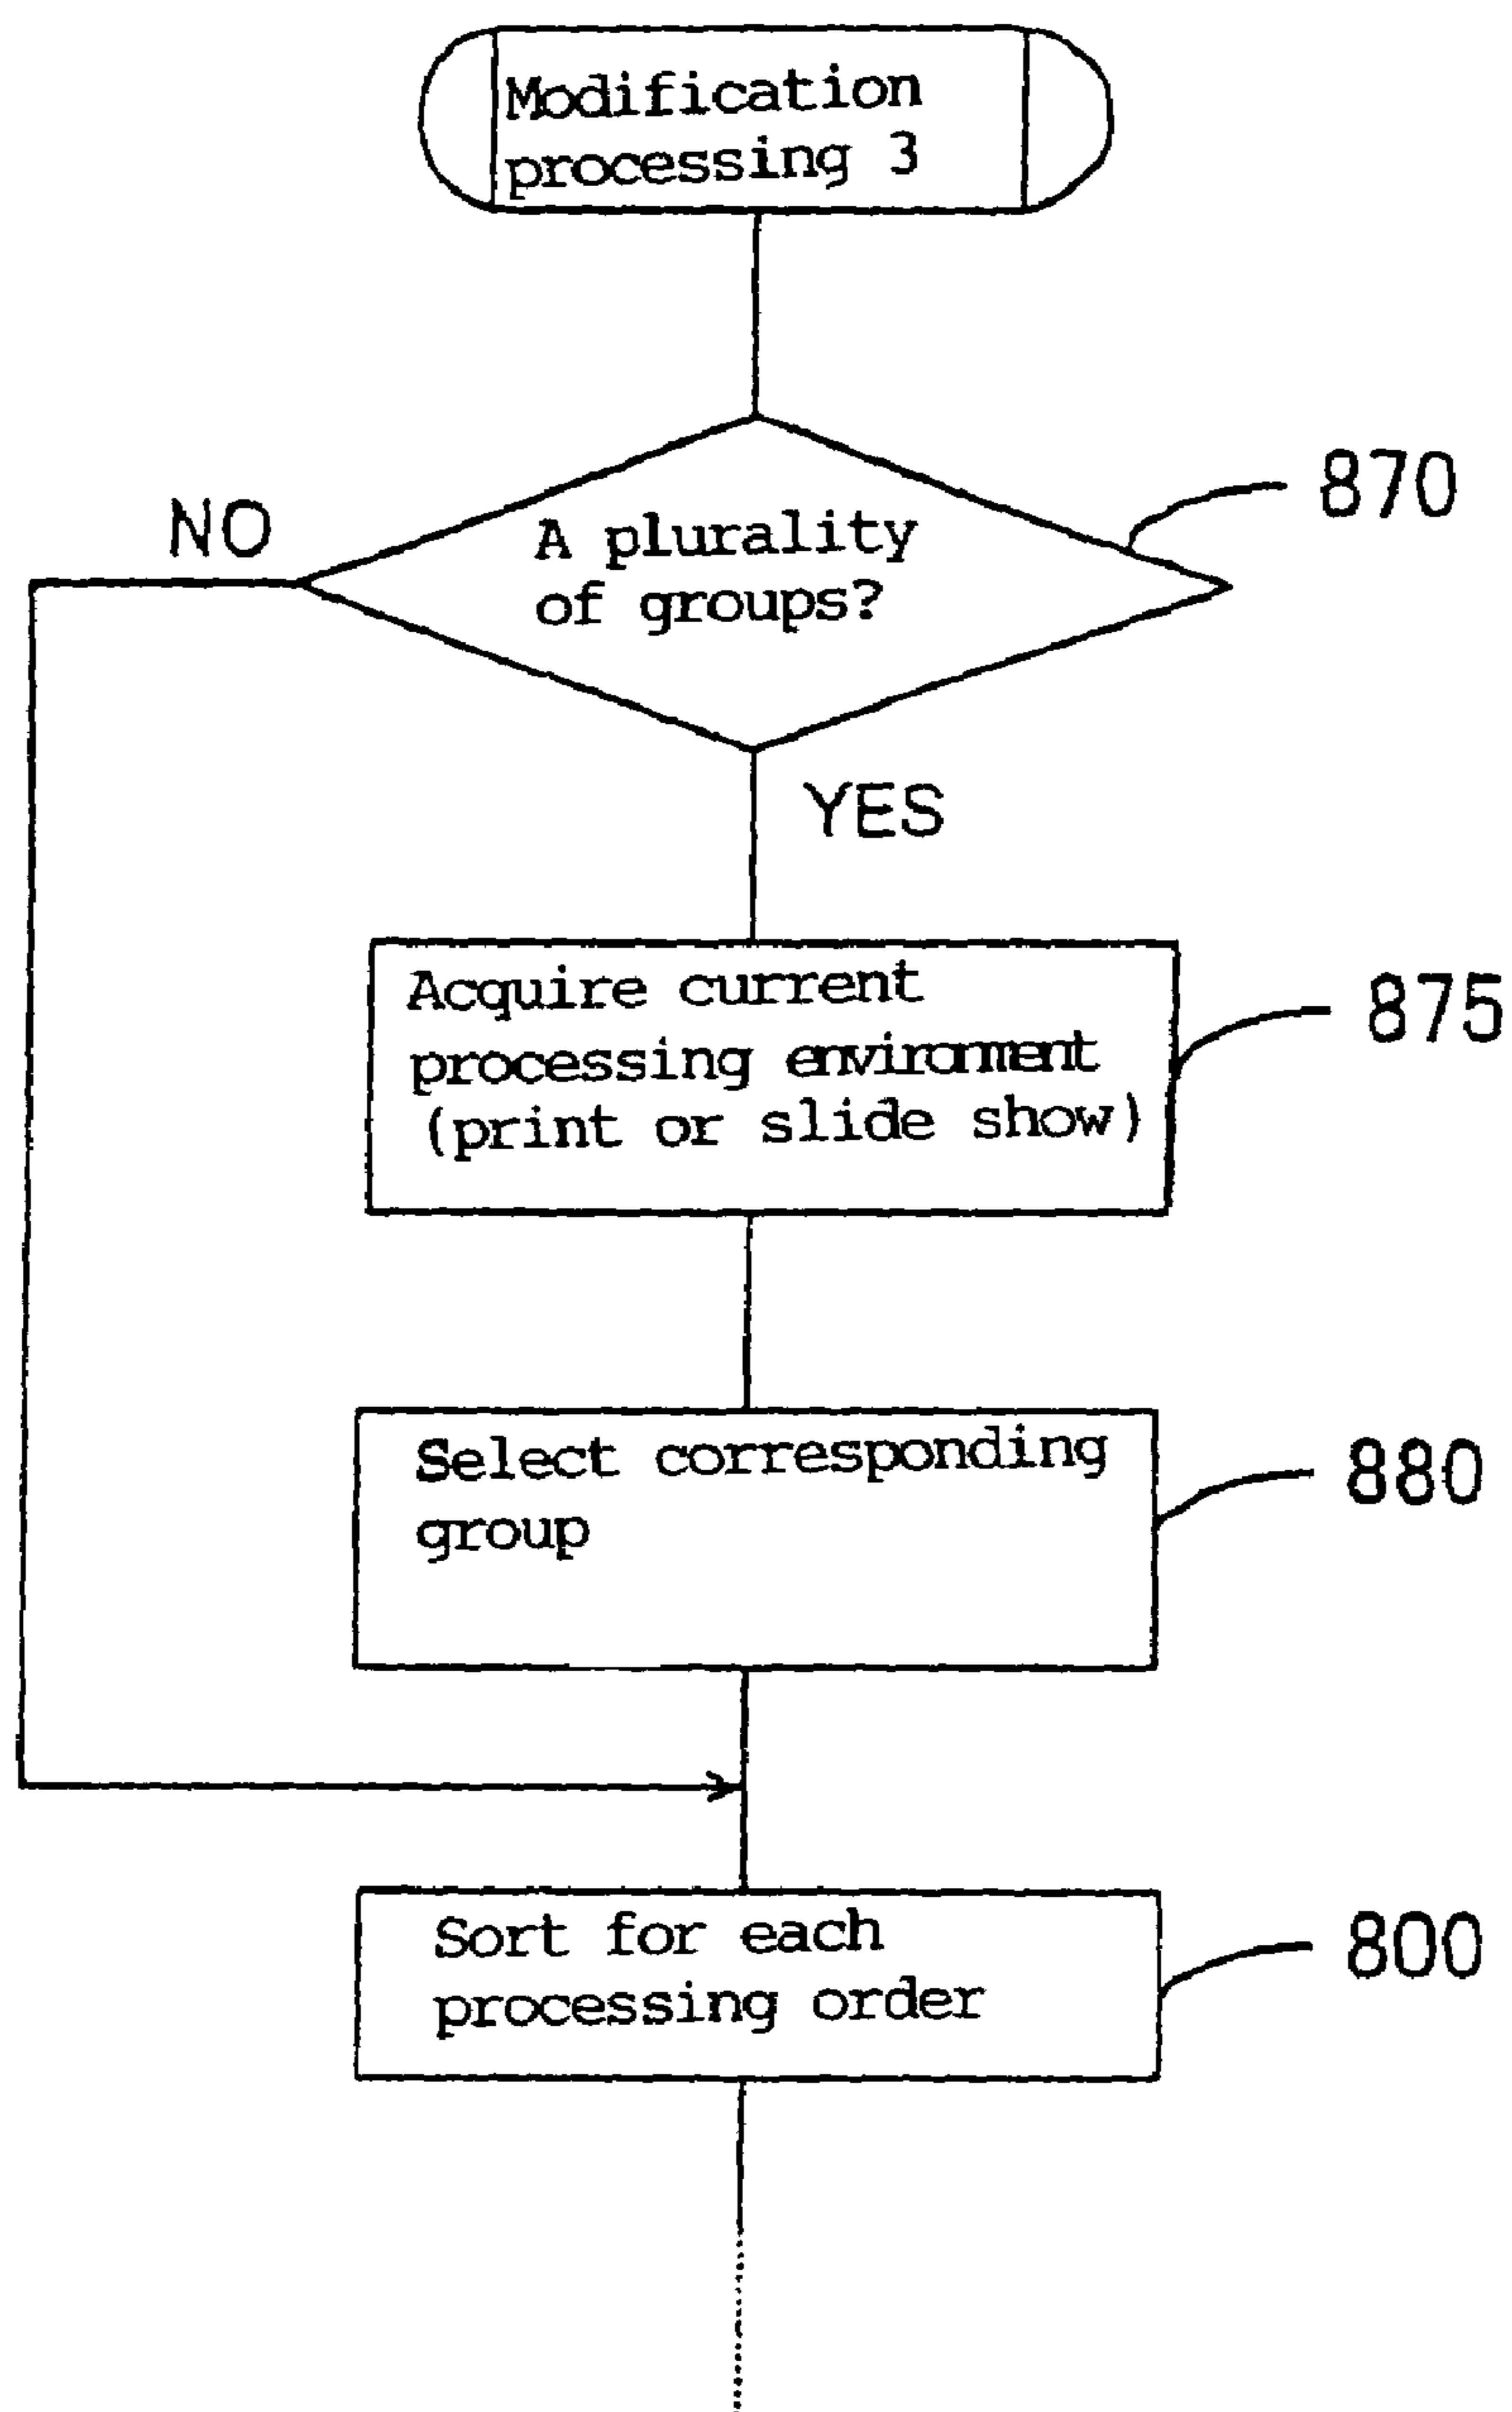 Modification
processing 3
870
NO
A plurality
of groups?
YES
Acquire current
processing environment
(print or slide show)
875
Select corresponding
group
880
Sort for each
processing order
800